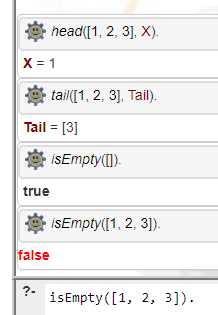 head([1, 2, 3], X).
X = 1
tail([1, 2, 3], Tail).
Tail = [3]
isEmpty([]).
true
isEmpty([1, 2, 3]).
false
?- isEmpty([1, 2, 3]).